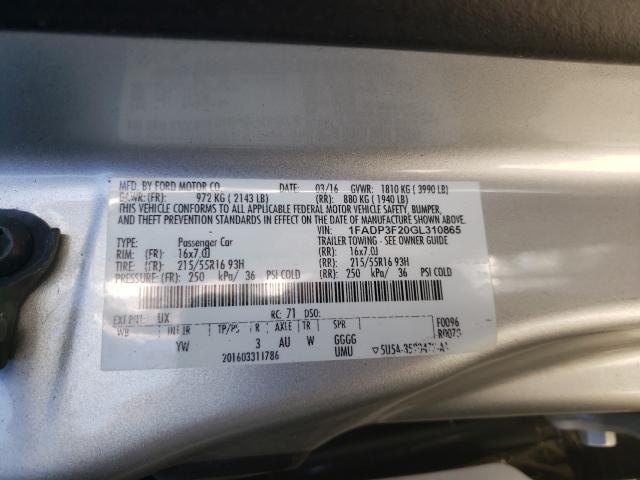 MFD. BY FORD MOTOR CO. DATE: 03/16 GVWR: 1810 KG ( 3990 LB)
GAWR: (FR): 972 KG ( 2143 LB) (RR): 880 KG ( 1940 LB)
THIS VEHICLE CONFORMS TO ALL APPLICABLE FEDERAL MOTOR VEHICLE SAFETY, BUMPER,
AND THEFT PREVENTION STANDARDS IN EFFECT ON THE DATE OF MANUFACTURE SHOWN ABOVE.
VIN: 1FADP3F20GL310865
TYPE: Passenger Car TRAILER TOWING - SEE OWNERS GUIDE
RIM: (FR): 16x7.0J (RR): 16x7.0J
TIRE: (FR): 215/55R16 93H (RR): 215/55R16 93H
PRESSURE: (FR): 250 kPa/ 36 PSI COLD (RR): 250 kPa/ 36 PSI COLD
EXT PNT: UX RC: 71 DSO:
WB INT TR TP/PS R AXLE TR SPR F0096
YW 3 AU W GGGG
201603311786 UMU